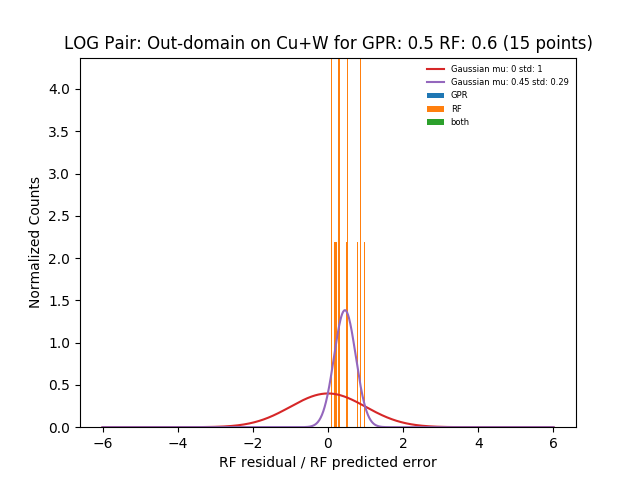 LOG Pair: Out-domain on Cu+W for GPR: 0.5 RF: 0.6 (15 points)
Gaussian mu: 0 std: 1
Gaussian mu: 0.45 std: 0.29
GPR
RF
both
Normalized Counts
4.0
3.5
3.0
2.5
2.0
1.5
1.0
0.5
0.0
−6 −4 −2 0 2 4 6
RF residual / RF predicted error